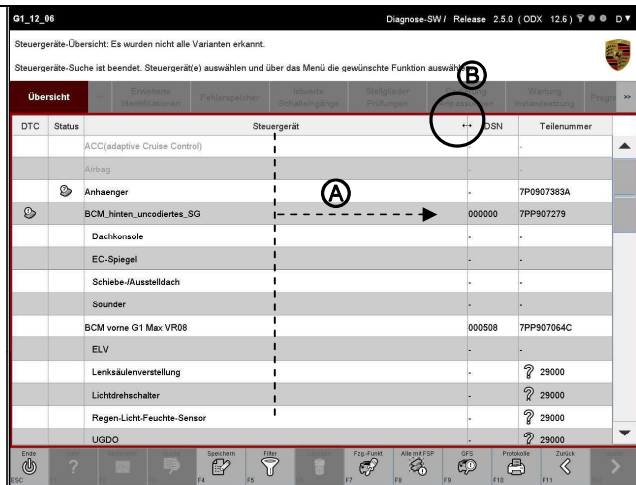 G1_12_06
Diagnose-SW / Release 2.5.0 ( ODX 12.6 )
D
Steuergeräte-Übersicht: Es wurden nicht alle Varianten erkannt.
Steuergeräte-Suche ist beendet. Steuergerät(e) auswählen und über das Menü die gewünschte Funktion auswählen
B
Übersicht
Erweiterte Identifikationen
Fehlerspeicher
Istwerte Schalteingänge
Stellglieder Prüfungen
Wartung Instandsetzung
>>
DTC Status Steuergerät ↔ DSN Teilenummer
ACC(adaptive Cruise Control) -
Airbag - -
A
Anhaenger - 7P0907383A
BCM_hinten_uncodiertes_SG 000000 7PP907279
Dachkonsole - -
EC-Spiegel - -
Schiebe-/Ausstelldach - -
Sounder - -
BCM vorne G1 Max VR08 000508 7PP907064C
ELV - -
Lenksäulenverstellung - ? 29000
Lichtdrehschalter - ? 29000
Regen-Licht-Feuchte-Sensor - ? 29000
UGDO - ? 29000
Ende Speichern Filter Fzg.-Funkt Alle mit FSP GFS Protokolle Zurück
ESC F4 F5 F7 F8 F9 F10 F11